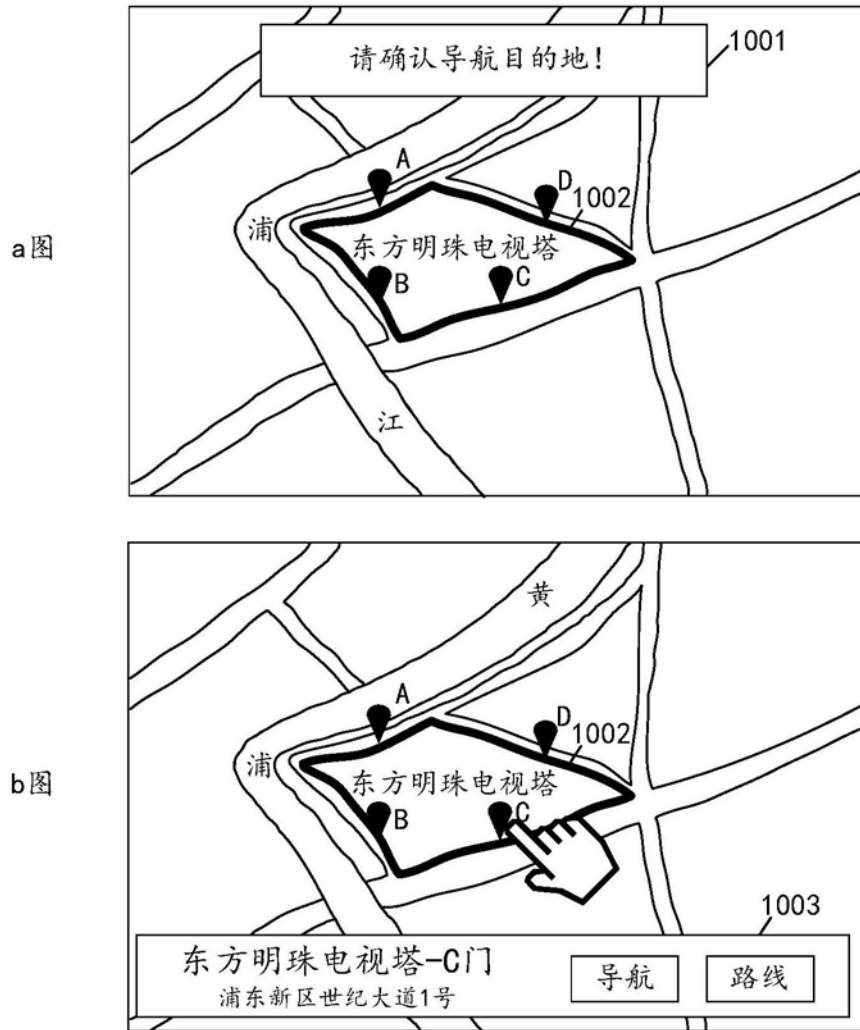 请确认导航目的地!
1001
A
D
1002
a图
浦
东方明珠电视塔
B
C
江
黄
A
D
1002
b图
浦
东方明珠电视塔
B
C
1003
东方明珠电视塔-C门
浦东新区世纪大道1号
导航
路线